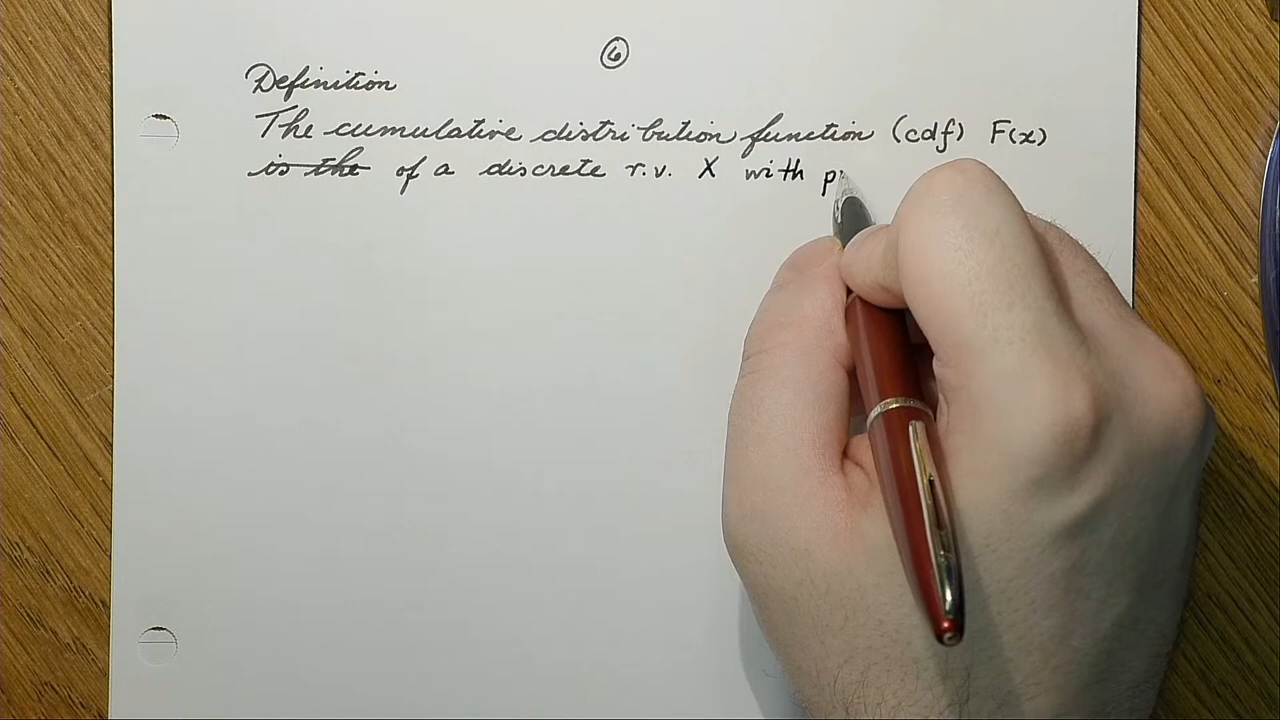 6
Definition
The cumulative distribution function (cdf) F(x)
is the of a discrete r.v. X with p